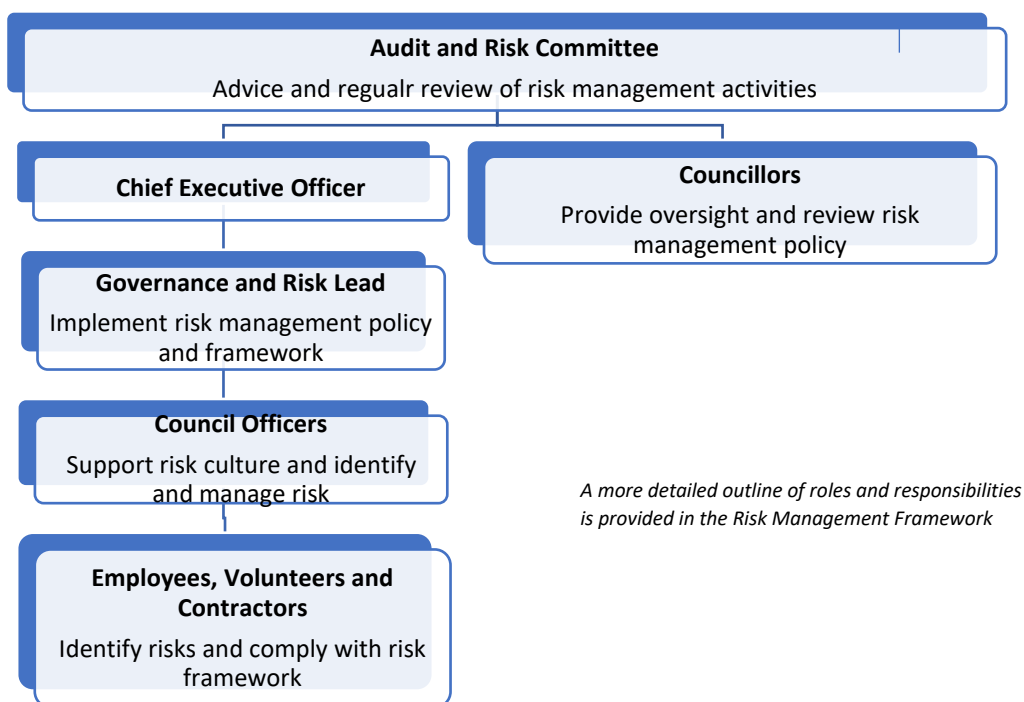 Audit and Risk Committee
Advice and regualr review of risk management activities
Chief Executive Officer
Councillors
Provide oversight and review risk
management policy
Governance and Risk Lead
Implement risk management policy
and framework
Council Officers
Support risk culture and identify
and manage risk
A more detailed outline of roles and responsibilities
is provided in the Risk Management Framework
Employees, Volunteers and
Contractors
Identify risks and comply with risk
framework